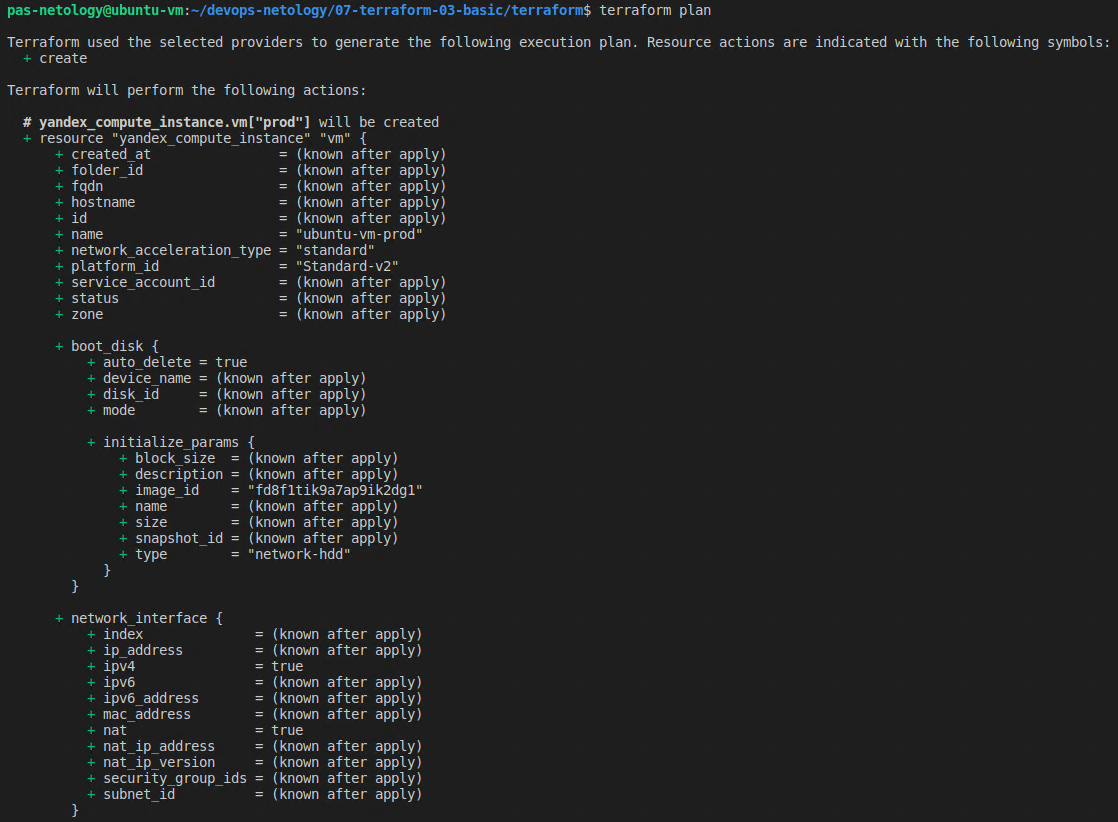 pas-netology@ubuntu-vm:~/devops-netology/07-terraform-03-basic/terraform$ terraform plan
Terraform used the selected providers to generate the following execution plan. Resource actions are indicated with the following symbols:
  + create
Terraform will perform the following actions:
  # yandex_compute_instance.vm["prod"] will be created
  + resource "yandex_compute_instance" "vm" {
      + created_at                = (known after apply)
      + folder_id                 = (known after apply)
      + fqdn                      = (known after apply)
      + hostname                  = (known after apply)
      + id                        = (known after apply)
      + name                      = "ubuntu-vm-prod"
      + network_acceleration_type = "standard"
      + platform_id               = "Standard-v2"
      + service_account_id        = (known after apply)
      + status                    = (known after apply)
      + zone                      = (known after apply)
      + boot_disk {
          + auto_delete = true
          + device_name = (known after apply)
          + disk_id     = (known after apply)
          + mode        = (known after apply)
          + initialize_params {
              + block_size  = (known after apply)
              + description = (known after apply)
              + image_id    = "fd8f1tik9a7ap9ik2dg1"
              + name        = (known after apply)
              + size        = (known after apply)
              + snapshot_id = (known after apply)
              + type        = "network-hdd"
            }
        }
      + network_interface {
          + index              = (known after apply)
          + ip_address         = (known after apply)
          + ipv4               = true
          + ipv6               = (known after apply)
          + ipv6_address       = (known after apply)
          + mac_address        = (known after apply)
          + nat                = true
          + nat_ip_address     = (known after apply)
          + nat_ip_version     = (known after apply)
          + security_group_ids = (known after apply)
          + subnet_id          = (known after apply)
        }